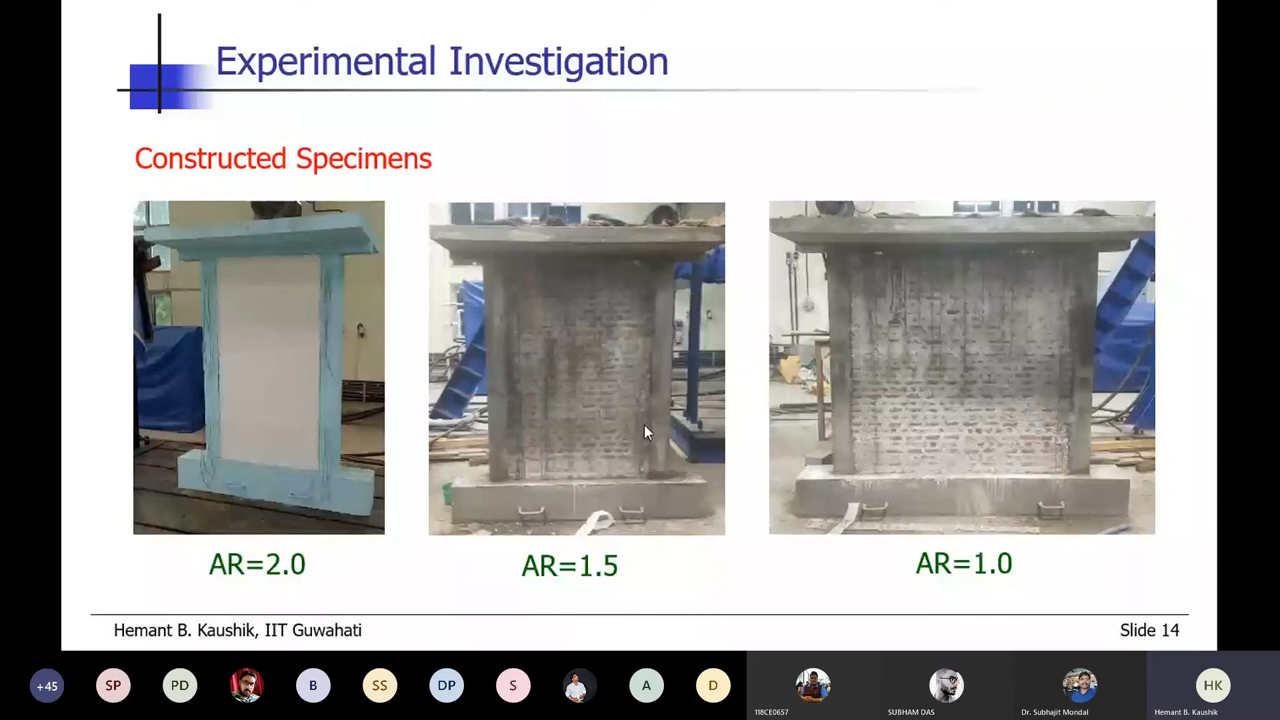 Experimental Investigation
Constructed Specimens
AR=2.0
AR=1.5
AR=1.0
Hemant B. Kaushik, IIT Guwahati
Slide 14
+45
SP
PD
B
SS
DP
S
A
D
118CE0657
SUBHAM DAS
Dr. Subhajit Mondal
HK
Hemant B. Kaushik